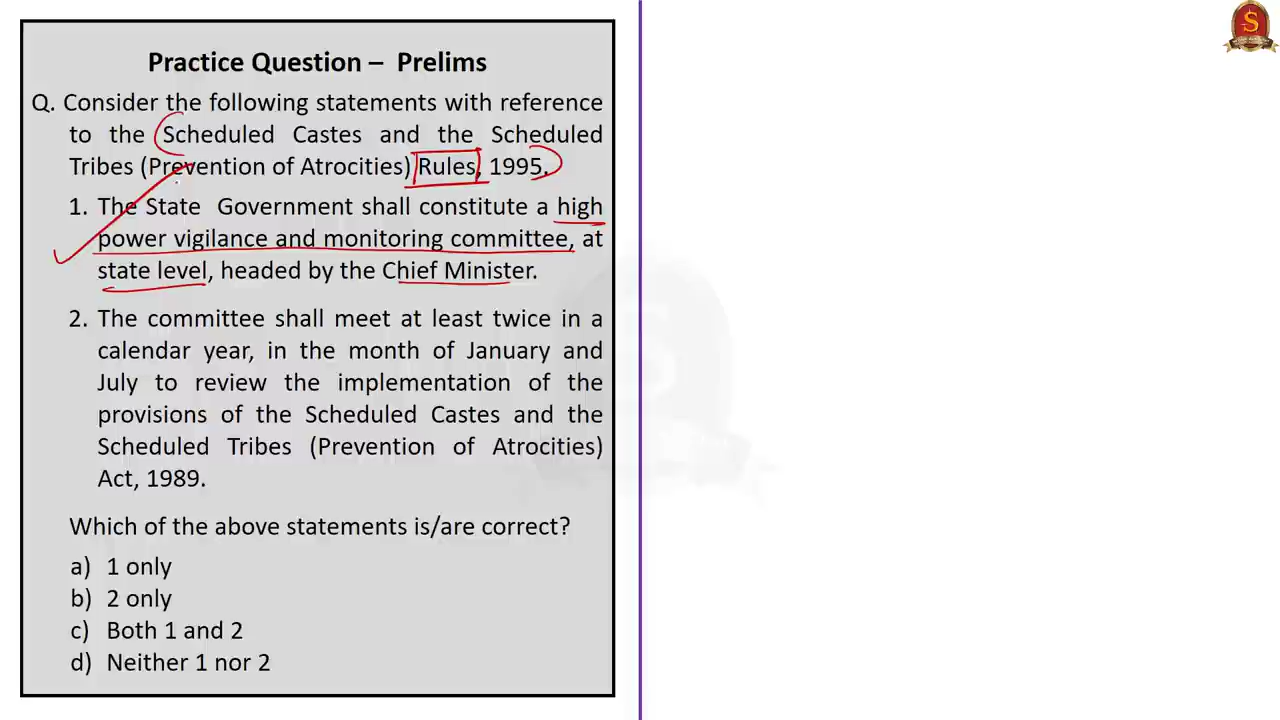 Practice Question – Prelims
Q. Consider the following statements with reference
to the Scheduled Castes and the Scheduled
Tribes (Prevention of Atrocities) Rules, 1995.
1. The State Government shall constitute a high
power vigilance and monitoring committee, at
state level, headed by the Chief Minister.
2. The committee shall meet at least twice in a
calendar year, in the month of January and
July to review the implementation of the
provisions of the Scheduled Castes and the
Scheduled Tribes (Prevention of Atrocities)
Act, 1989.
Which of the above statements is/are correct?
a) 1 only
b) 2 only
c) Both 1 and 2
d) Neither 1 nor 2
S